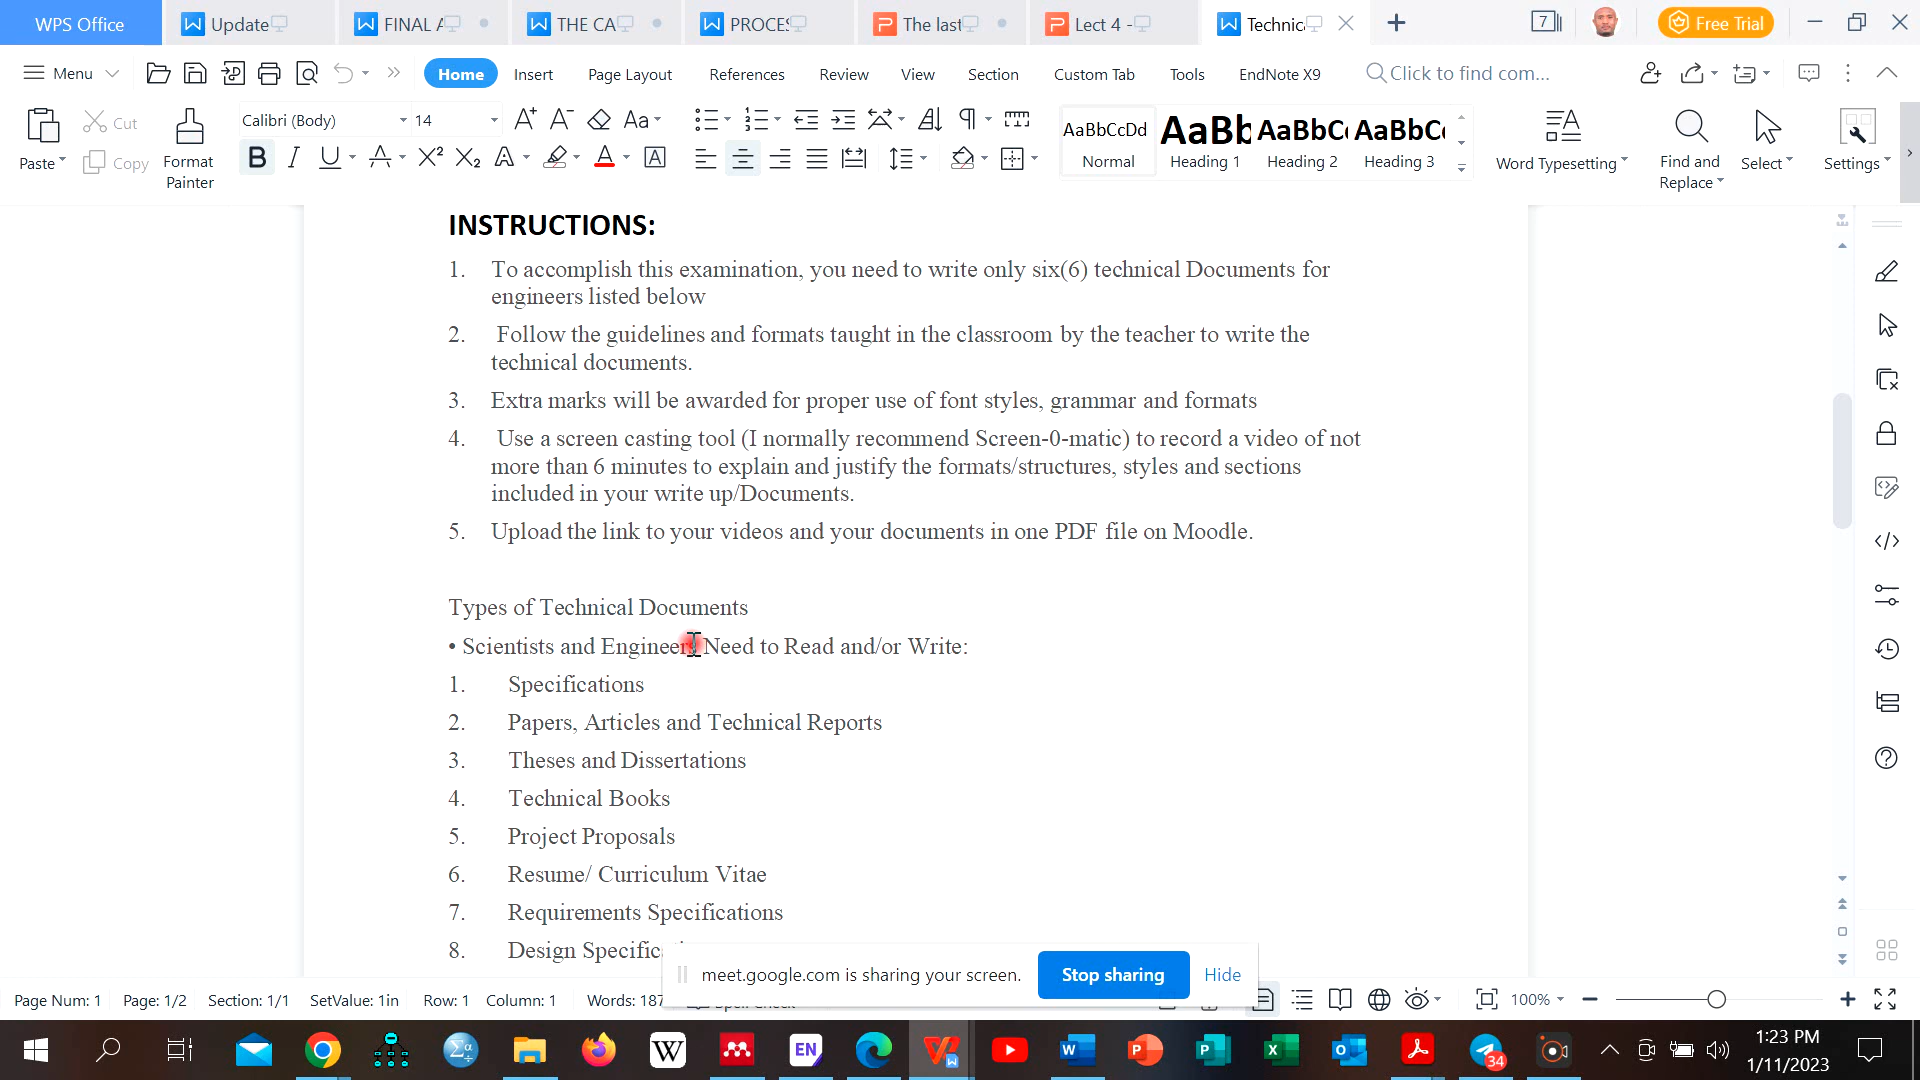 WPS Office Update FINAL A THE CA PROCES The last Lect 4 - Technic 7 Free Trial
Menu Home Insert Page Layout References Review View Section Custom Tab Tools EndNote X9 Click to find com...
Calibri (Body) 14 Aa
AaBbCcDd AaBb AaBbC AaBbC
Paste Cut Copy Format Painter
Normal Heading 1 Heading 2 Heading 3
Word Typesetting Find and Replace Select Settings
INSTRUCTIONS:
1. To accomplish this examination, you need to write only six(6) technical Documents for
engineers listed below
2. Follow the guidelines and formats taught in the classroom by the teacher to write the
technical documents.
3. Extra marks will be awarded for proper use of font styles, grammar and formats
4. Use a screen casting tool (I normally recommend Screen-0-matic) to record a video of not
more than 6 minutes to explain and justify the formats/structures, styles and sections
included in your write up/Documents.
5. Upload the link to your videos and your documents in one PDF file on Moodle.
Types of Technical Documents
• Scientists and Engineers Need to Read and/or Write:
1. Specifications
2. Papers, Articles and Technical Reports
3. Theses and Dissertations
4. Technical Books
5. Project Proposals
6. Resume/ Curriculum Vitae
7. Requirements Specifications
8. Design Specific
meet.google.com is sharing your screen. Stop sharing Hide
Page Num: 1 Page: 1/2 Section: 1/1 SetValue: 1in Row: 1 Column: 1 Words: 187 100%
EN 34
1:23 PM
1/11/2023